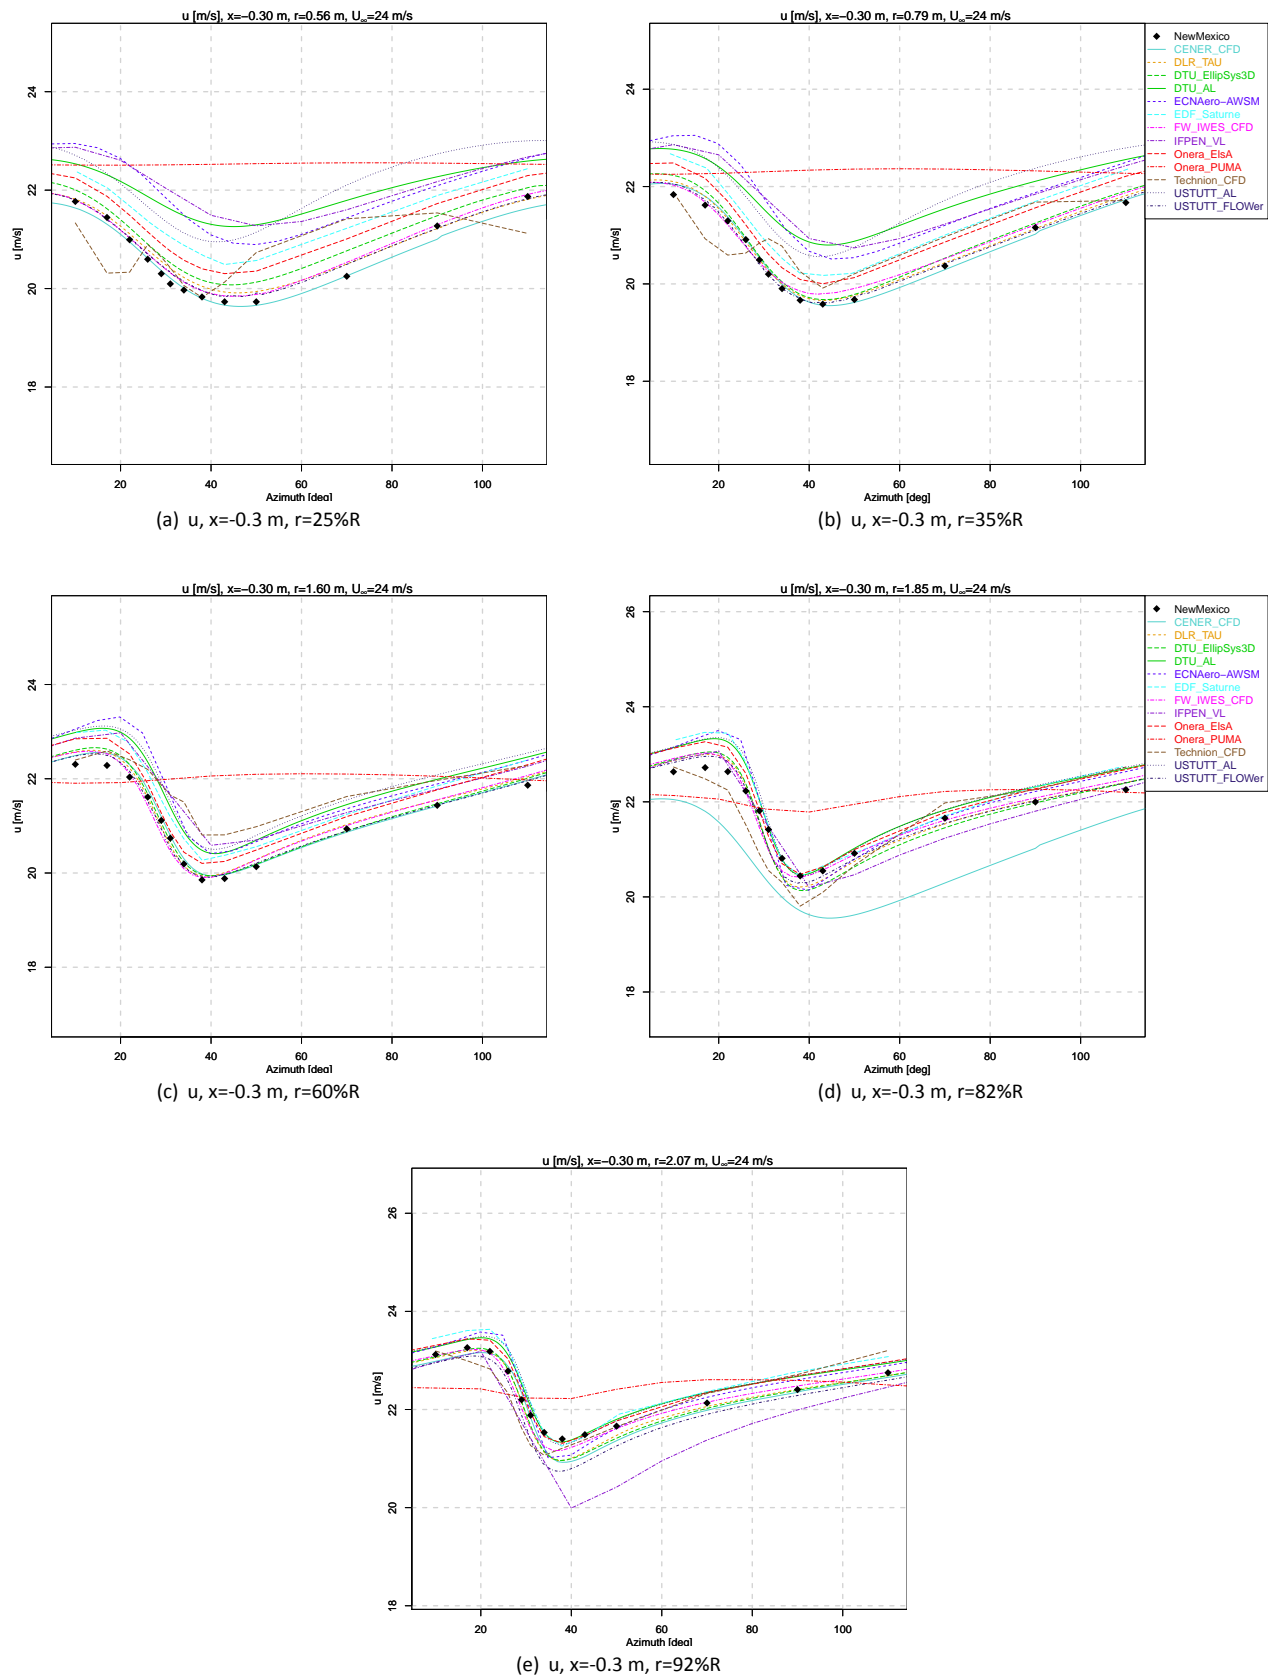 u [m/s], x=−0.30 m, r=0.56 m, U∞=24 m/s
24
22
20
18
u [m/s]
20 40 60 80 100
Azimuth [deg]
(a) u, x=-0.3 m, r=25%R
u [m/s], x=−0.30 m, r=0.79 m, U∞=24 m/s
24
22
20
18
u [m/s]
20 40 60 80 100
Azimuth [deg]
(b) u, x=-0.3 m, r=35%R
NewMexico
CENER_CFD
DLR_TAU
DTU_EllipSys3D
DTU_AL
ECNAero−AWSM
EDF_Saturne
FW_IWES_CFD
IFPEN_VL
Onera_ElsA
Onera_PUMA
Technion_CFD
USTUTT_AL
USTUTT_FLOWer
u [m/s], x=−0.30 m, r=1.60 m, U∞=24 m/s
24
22
20
18
u [m/s]
20 40 60 80 100
Azimuth [deg]
(c) u, x=-0.3 m, r=60%R
u [m/s], x=−0.30 m, r=1.85 m, U∞=24 m/s
26
24
22
20
18
u [m/s]
20 40 60 80 100
Azimuth [deg]
(d) u, x=-0.3 m, r=82%R
NewMexico
CENER_CFD
DLR_TAU
DTU_EllipSys3D
DTU_AL
ECNAero−AWSM
EDF_Saturne
FW_IWES_CFD
IFPEN_VL
Onera_ElsA
Onera_PUMA
Technion_CFD
USTUTT_AL
USTUTT_FLOWer
u [m/s], x=−0.30 m, r=2.07 m, U∞=24 m/s
26
24
22
20
18
u [m/s]
20 40 60 80 100
Azimuth [deg]
(e) u, x=-0.3 m, r=92%R